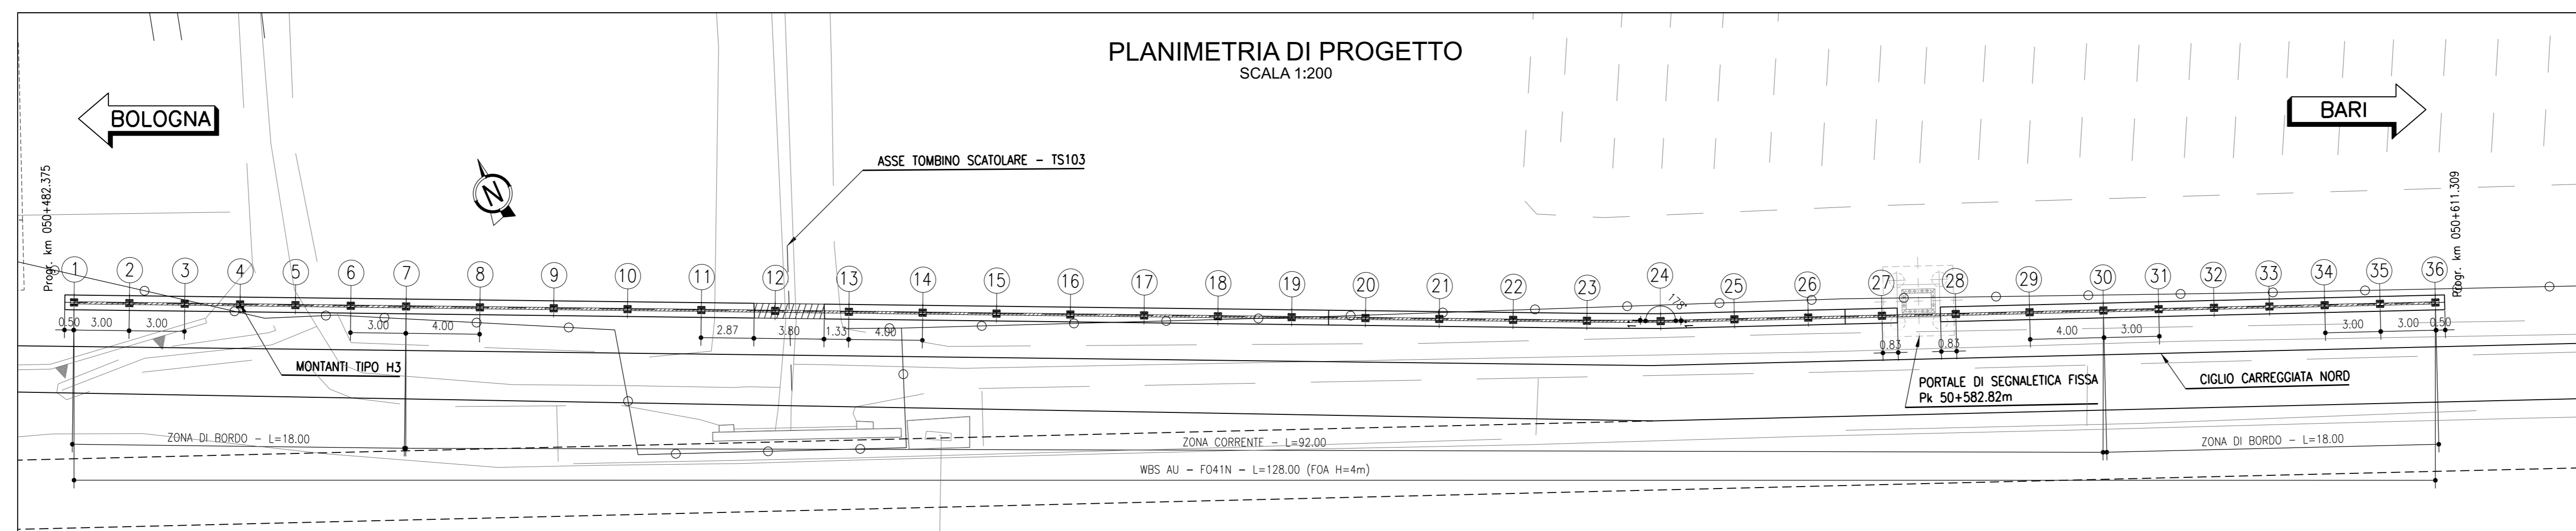 PLANIMETRIA DI PROGETTO
SCALA 1:200
BOLOGNA
BARI
N
ASSE TOMBINO SCATOLARE - TS103
Progr. km 050+482.375
Progr. km 050+611.309
1 2 3 4 5 6 7 8 9 10 11 12 13 14 15 16 17 18 19 20 21 22 23 24 25 26 27 28 29 30 31 32 33 34 35 36
178°
0.50 3.00 3.00 3.00 4.00 2.87 3.80 1.33 4.00 0.83 0.83 4.00 3.00 3.00 3.00 0.50
MONTANTI TIPO H3
PORTALE DI SEGNALETICA FISSA
Pk 50+582.82m
CIGLIO CARREGGIATA NORD
ZONA DI BORDO - L=18.00
ZONA CORRENTE - L=92.00
ZONA DI BORDO - L=18.00
WBS AU - FO41N - L=128.00 (FOA H=4m)